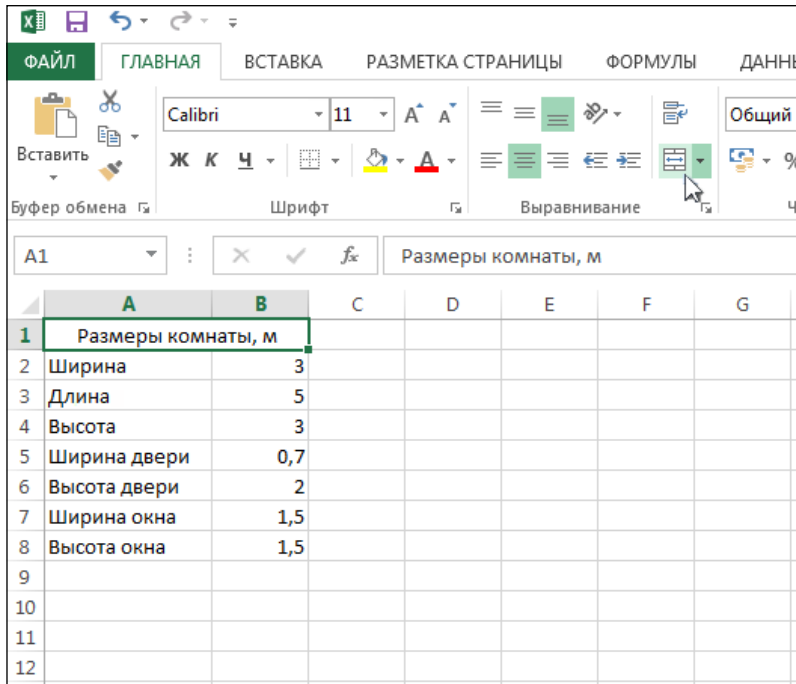 ФАЙЛ ГЛАВНАЯ ВСТАВКА РАЗМЕТКА СТРАНИЦЫ ФОРМУЛЫ ДАННЫ
Calibri 11 Общий
Вставить Ж К Ч %
Буфер обмена Шрифт Выравнивание Ч
A1 fx Размеры комнаты, м
A B C D E F G
1 Размеры комнаты, м
2 Ширина 3
3 Длина 5
4 Высота 3
5 Ширина двери 0,7
6 Высота двери 2
7 Ширина окна 1,5
8 Высота окна 1,5
9
10
11
12